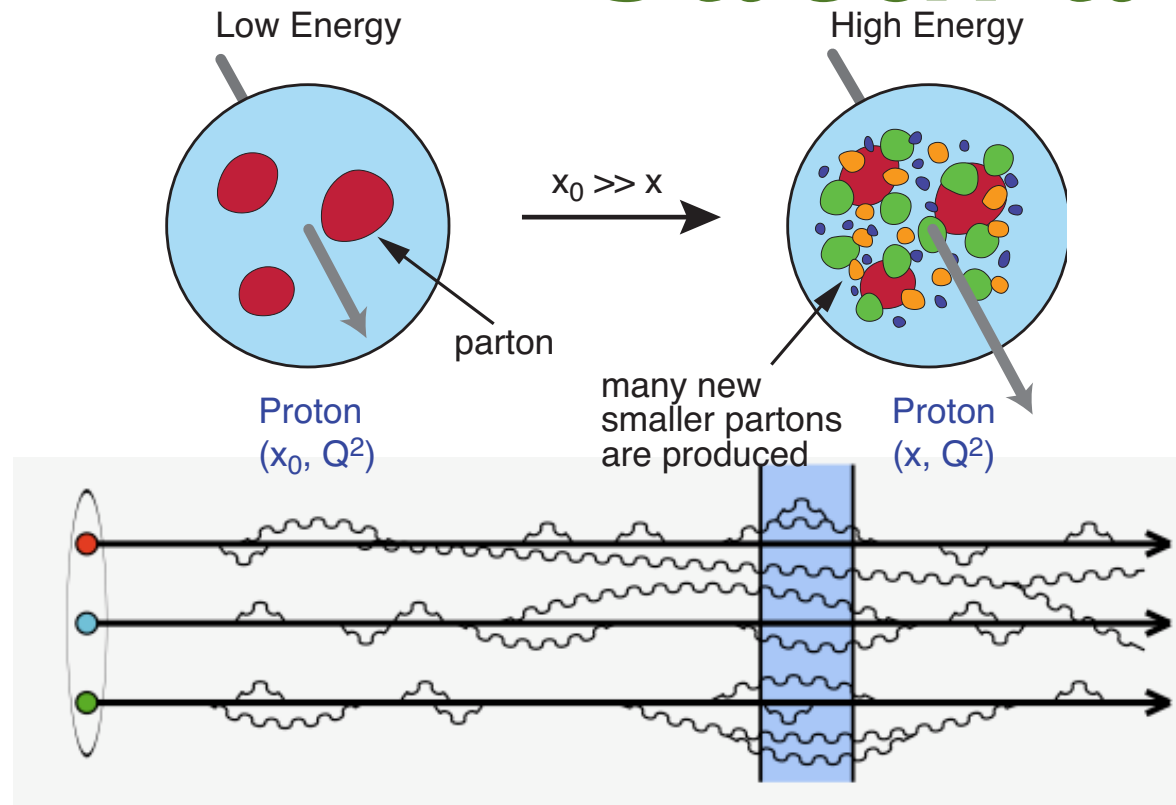 Low Energy
High Energy
x₀ >> x
parton
many new
smaller partons
are produced
Proton
(x₀, Q²)
Proton
(x, Q²)